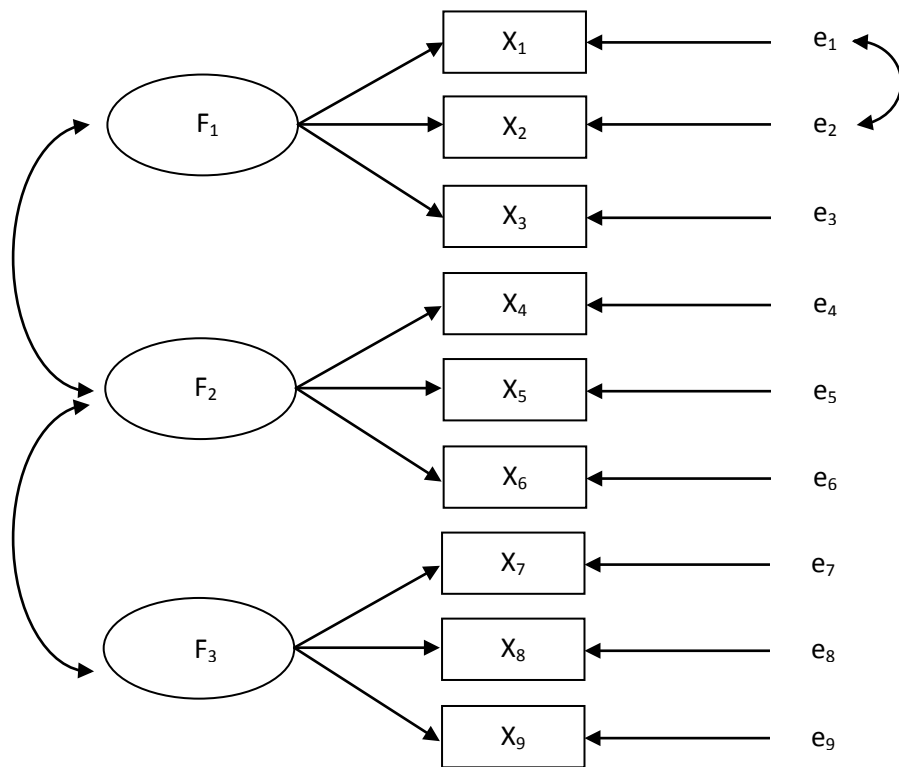 X₁ e₁
F₁ X₂ e₂
X₃ e₃
X₄ e₄
F₂ X₅ e₅
X₆ e₆
X₇ e₇
F₃ X₈ e₈
X₉ e₉